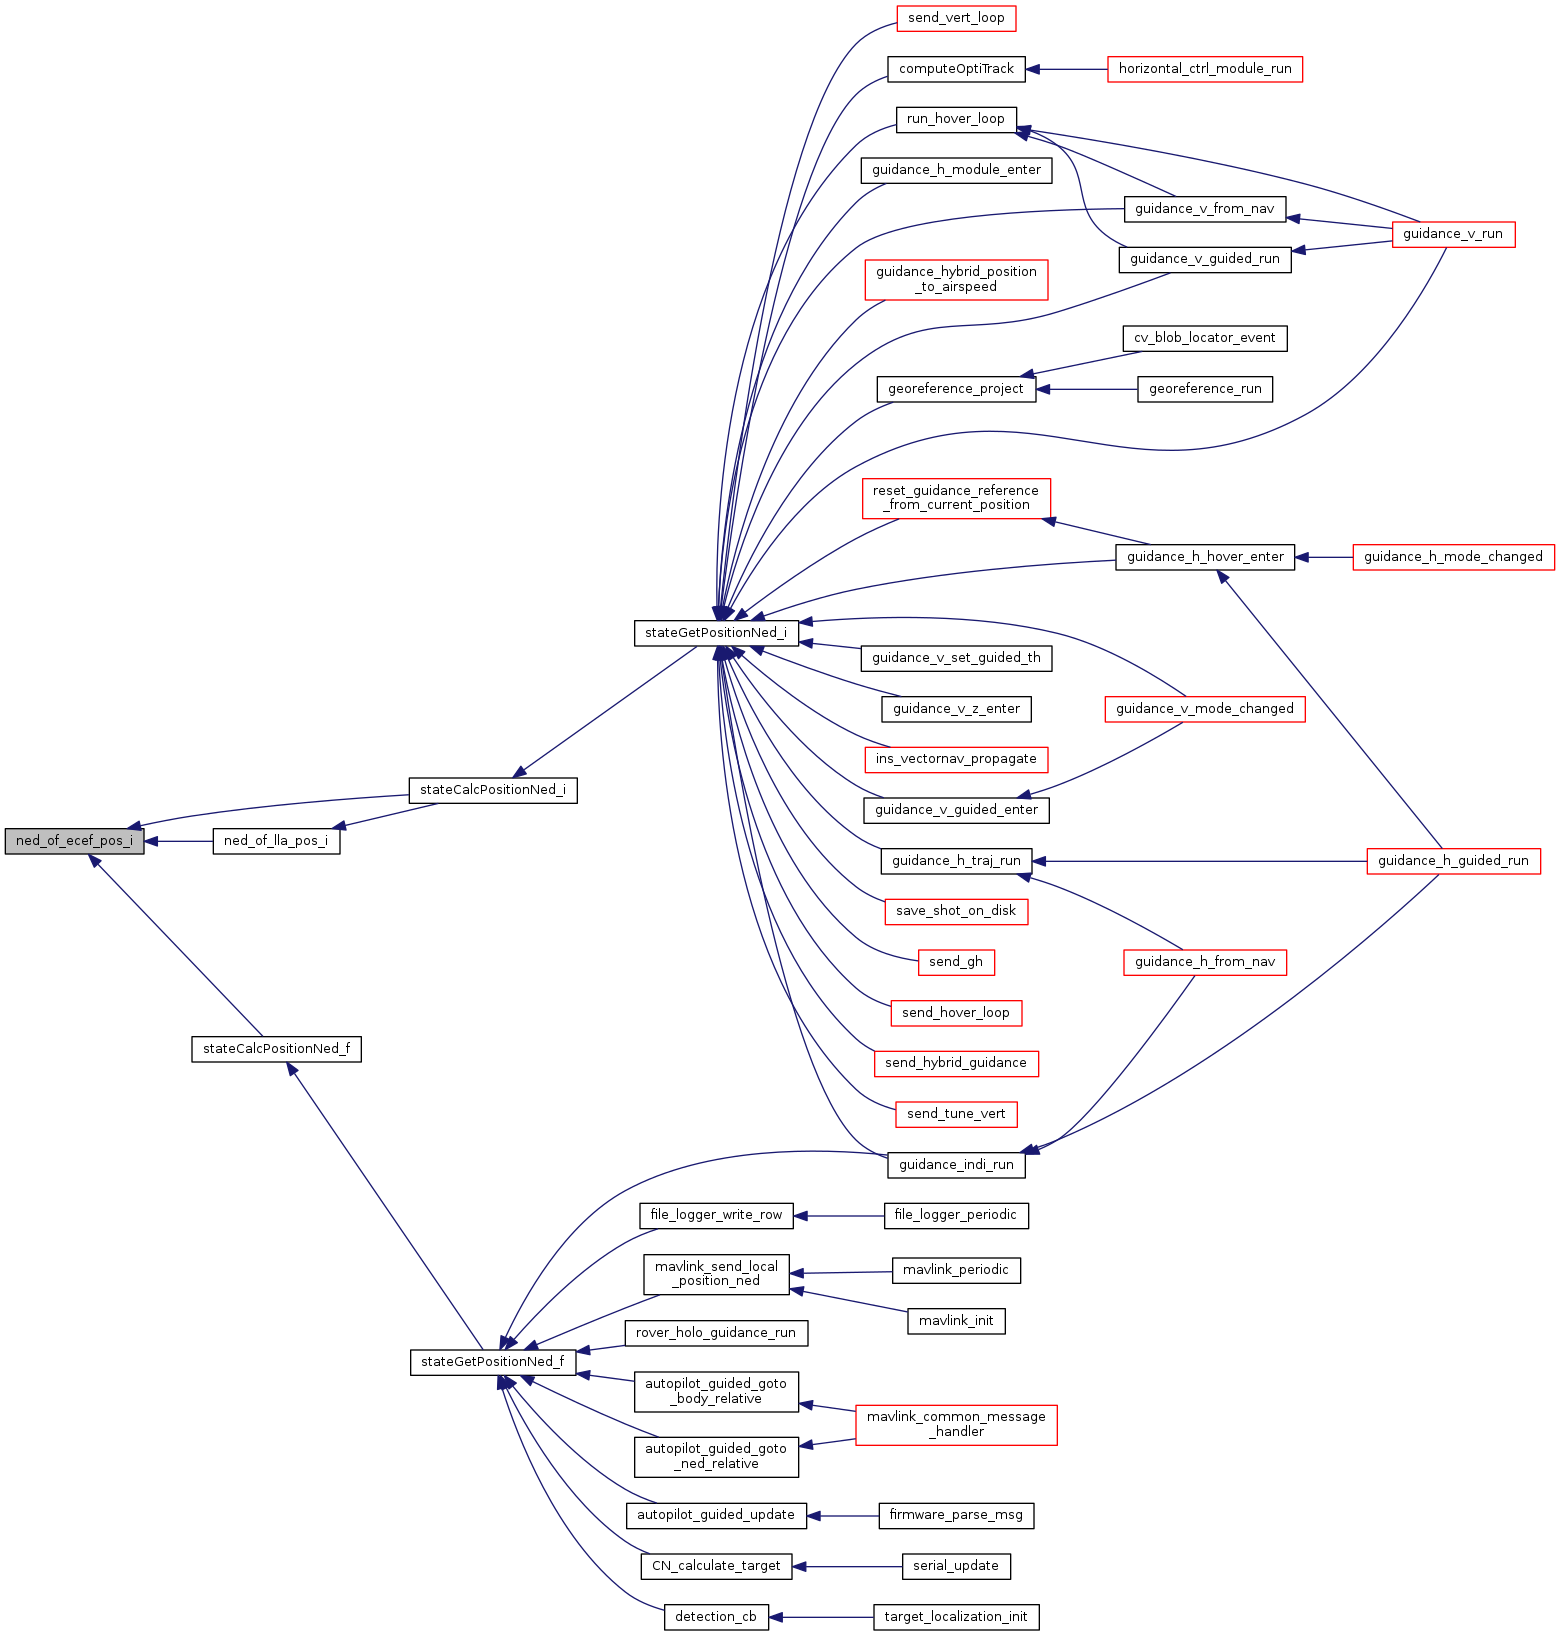 send_vert_loop
computeOptiTrack
horizontal_ctrl_module_run
run_hover_loop
guidance_h_module_enter
guidance_v_from_nav
guidance_v_run
guidance_v_guided_run
guidance_hybrid_position
_to_airspeed
cv_blob_locator_event
georeference_project
georeference_run
reset_guidance_reference
_from_current_position
guidance_h_hover_enter
guidance_h_mode_changed
stateGetPositionNed_i
guidance_v_set_guided_th
guidance_v_z_enter
guidance_v_mode_changed
ins_vectornav_propagate
stateCalcPositionNed_i
guidance_v_guided_enter
ned_of_ecef_pos_i
ned_of_lla_pos_i
guidance_h_traj_run
guidance_h_guided_run
save_shot_on_disk
send_gh
guidance_h_from_nav
send_hover_loop
stateCalcPositionNed_f
send_hybrid_guidance
send_tune_vert
guidance_indi_run
file_logger_write_row
file_logger_periodic
mavlink_send_local
_position_ned
mavlink_periodic
mavlink_init
rover_holo_guidance_run
stateGetPositionNed_f
autopilot_guided_goto
_body_relative
mavlink_common_message
_handler
autopilot_guided_goto
_ned_relative
autopilot_guided_update
firmware_parse_msg
CN_calculate_target
serial_update
detection_cb
target_localization_init